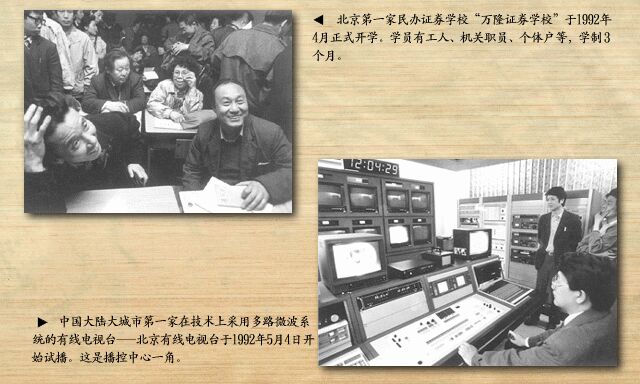 ◀ 北京第一家民办证券学校“万隆证券学校”于1992年
4月正式开学。学员有工人、机关职员、个体户等，学制3
个月。
12:04:29
▶ 中国大陆大城市第一家在技术上采用多路微波系
统的有线电视台——北京有线电视台于1992年5月4日开
始试播。这是播控中心一角。